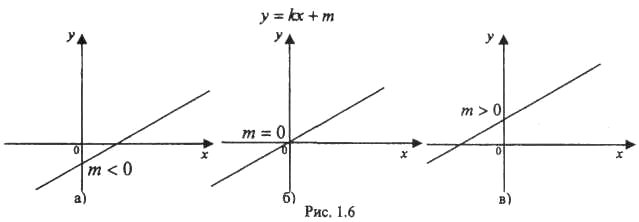 y = kx + m
y
y
y
m > 0
m = 0
0
x
0
x
0
x
m < 0
а)
б)
в)
Рис. 1.6